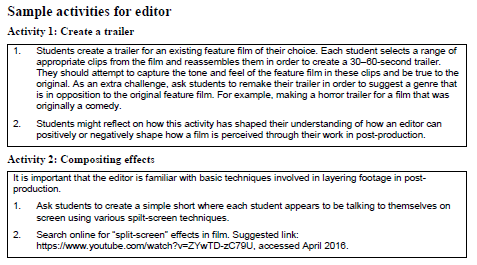 Sample activities for editor
Activity 1: Create a trailer
1. Students create a trailer for an existing feature film of their choice. Each student selects a range of
appropriate clips from the film and reassembles them in order to create a 30–60-second trailer.
They should attempt to capture the tone and feel of the feature film in these clips and be true to the
original. As an extra challenge, ask students to remake their trailer in order to suggest a genre that
is in opposition to the original feature film. For example, making a horror trailer for a film that was
originally a comedy.
2. Students might reflect on how this activity has shaped their understanding of how an editor can
positively or negatively shape how a film is perceived through their work in post-production.
Activity 2: Compositing effects
It is important that the editor is familiar with basic techniques involved in layering footage in post-
production.
1. Ask students to create a simple short where each student appears to be talking to themselves on
screen using various spilt-screen techniques.
2. Search online for "split-screen" effects in film. Suggested link:
https://www.youtube.com/watch?v=ZYwTD-zC79U, accessed April 2016.